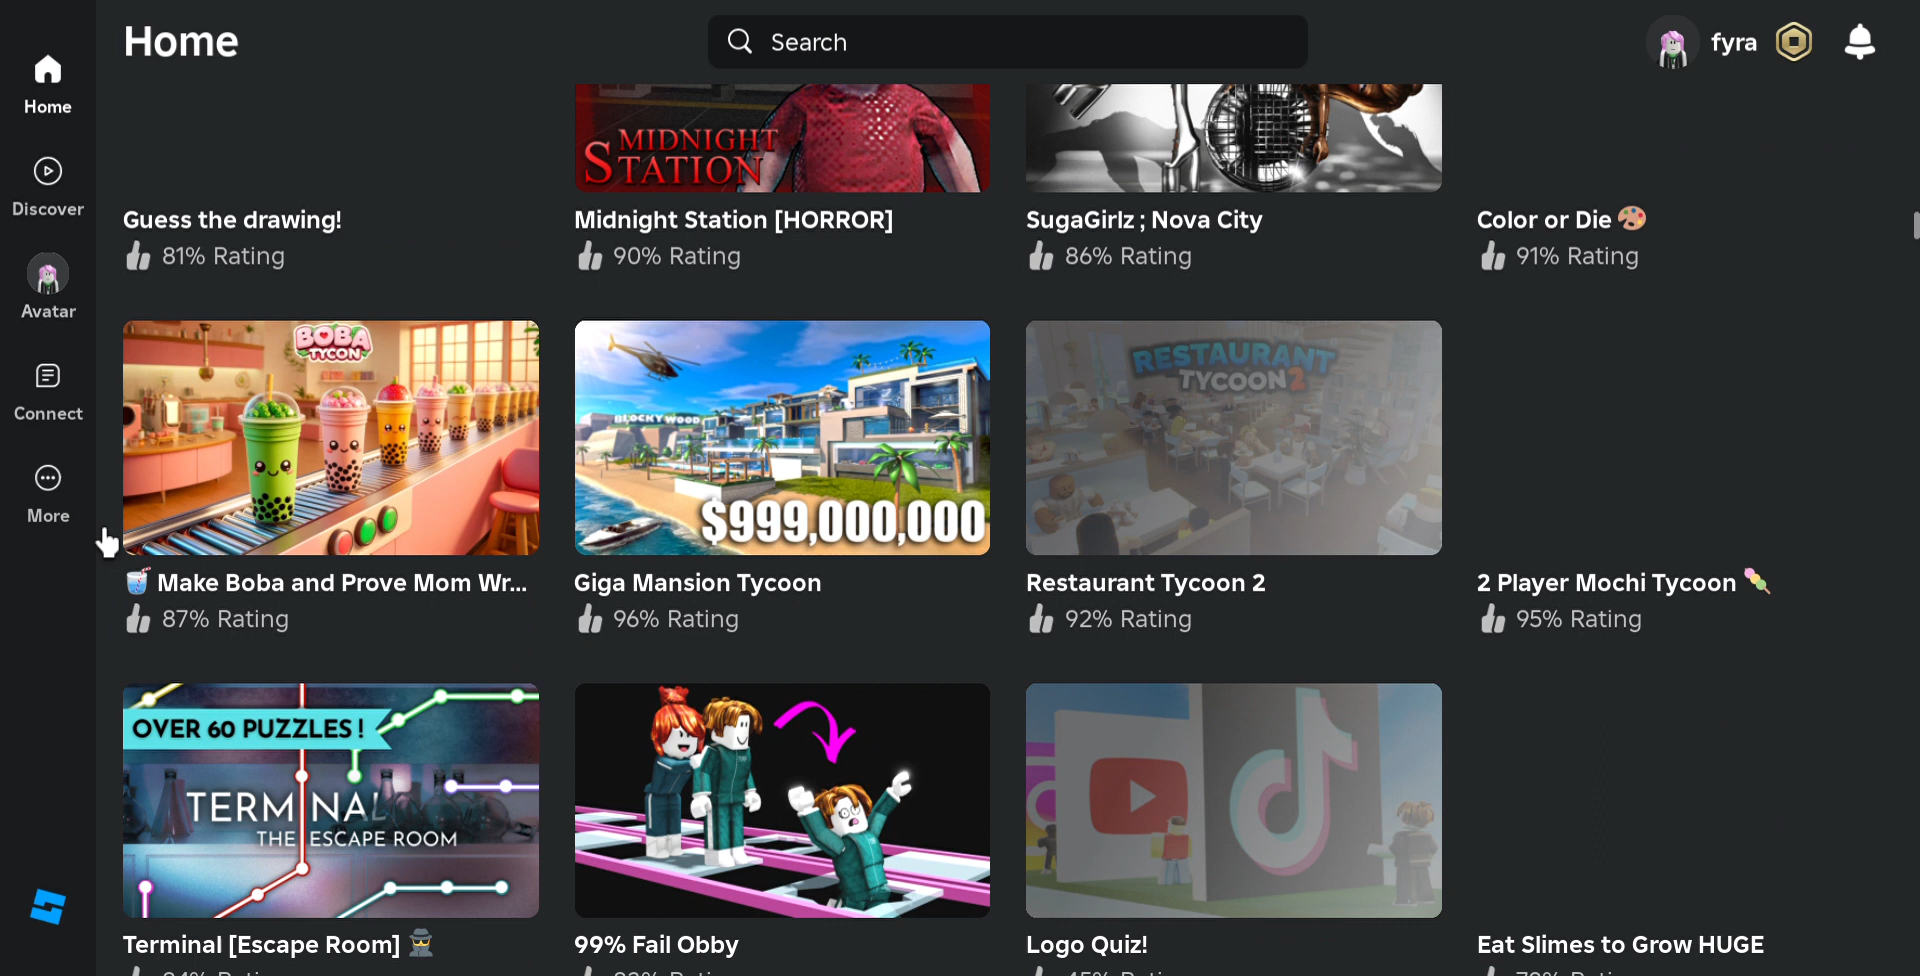 Home
Search
fyra
Home
Discover
Avatar
Connect
More
MIDNIGHT
STATION
Guess the drawing!
81% Rating
Midnight Station [HORROR]
90% Rating
SugaGirlz ; Nova City
86% Rating
Color or Die 🎨
91% Rating
BOBA
TYCON
BLOCKY WOOD
$999,000,000
RESTAURANT
TYCOON 2
🥤 Make Boba and Prove Mom Wr...
87% Rating
Giga Mansion Tycoon
96% Rating
Restaurant Tycoon 2
92% Rating
2 Player Mochi Tycoon 🍡
95% Rating
OVER 60 PUZZLES !
TERMINAL
THE ESCAPE ROOM
Terminal [Escape Room] 🕵
99% Fail Obby
Logo Quiz!
Eat Slimes to Grow HUGE